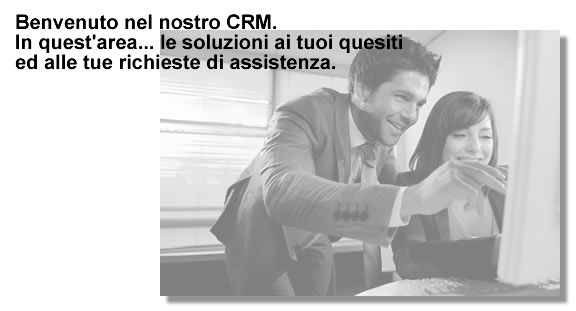 Benvenuto nel nostro CRM.
In quest'area... le soluzioni ai tuoi quesiti
ed alle tue richieste di assistenza.